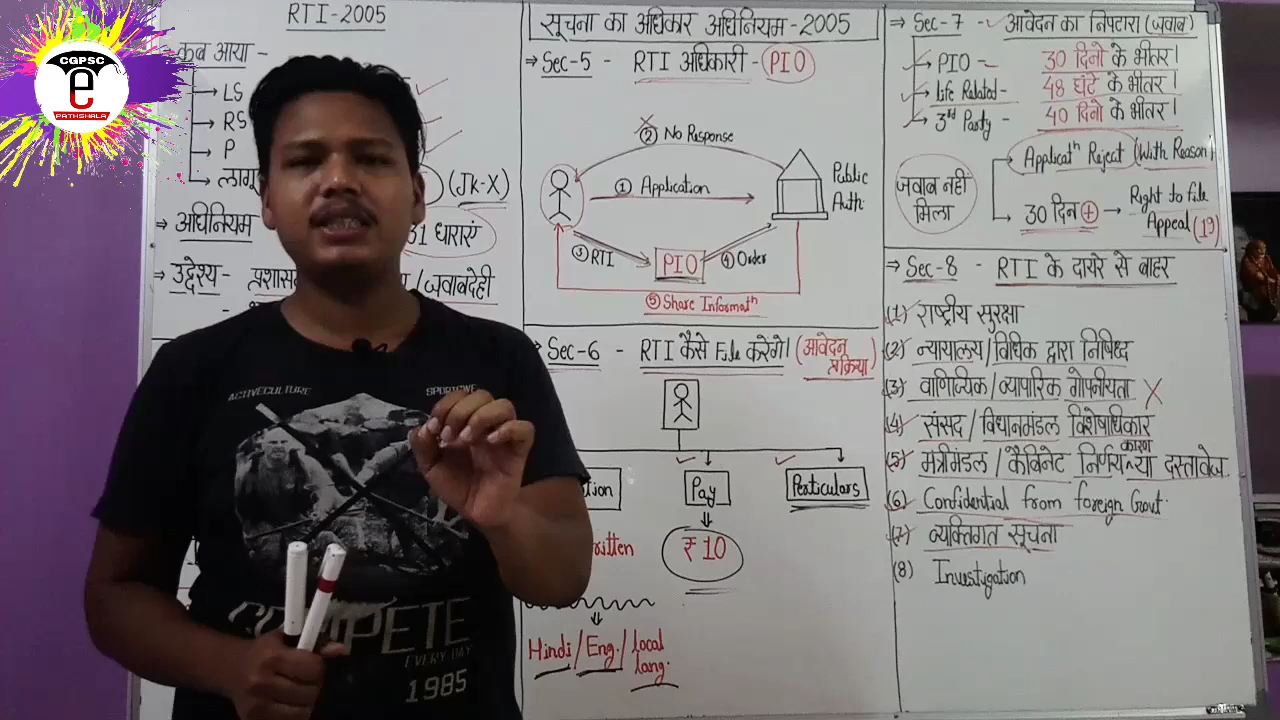 CGPSC
e
PATHSHALA
RTI-2005
कब आया -
LS
RS
P
लागू
(JK-X)
⇒ अधिनियम
31 धाराएं
⇒ उद्देश्य -
/जवाबदेही
ACTIVECULTURE
COMPETE
EVERY DAY
1985
सूचना का अधिकार अधिनियम - 2005
⇒ Sec-5 - RTI अधिकारी - PIO
② No Response
① Application
Public
Auth.
③ RTI
PIO
④ Order
⑤ Share Informatn
Sec-6 - RTI कैसे File करेंगे। (आवेदन प्रक्रिया)
Pay
Perticulars
₹10
Hindi/Eng./local
lang.
⇒ Sec-7 - आवेदन का निपटारा (जवाब)
PIO - 30 दिनो के भीतर।
life Related - 48 घंटे के भीतर।
3rd Party - 40 दिनो के भीतर।
जवाब नहीं
मिला
Applicatn Reject (With Reason)
30 दिन + → Right to file
Appeal (19)
⇒ Sec-8 - RTI के दायरे से बाहर
(1) राष्ट्रीय सुरक्षा
(2) न्यायालय/विधिक द्वारा निषिध्द
(3) वाणिज्यिक/व्यापारिक गोपनीयता X
(4) संसद/विधानमंडल विशेषाधिकार
(5) मंत्रीमंडल/कैबिनेट निर्णय कारण या दस्तावेज
(6) Confidential from foreign Govt.
(7) व्यक्तिगत सूचना
(8) Investigation